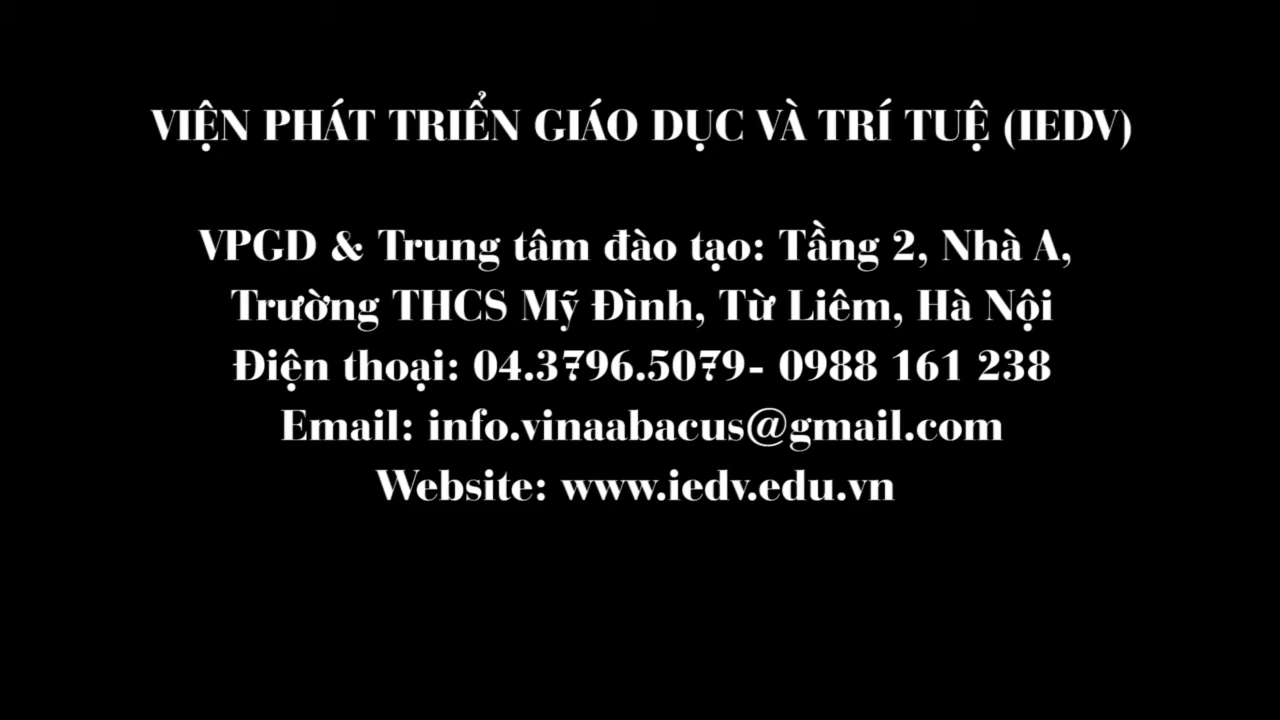 VIỆN PHÁT TRIỂN GIÁO DỤC VÀ TRÍ TUỆ (IEDV)
VPGD & Trung tâm đào tạo: Tầng 2, Nhà A,
Trường THCS Mỹ Đình, Từ Liêm, Hà Nội
Điện thoại: 04.3796.5079- 0988 161 238
Email: info.vinaabacus@gmail.com
Website: www.iedv.edu.vn